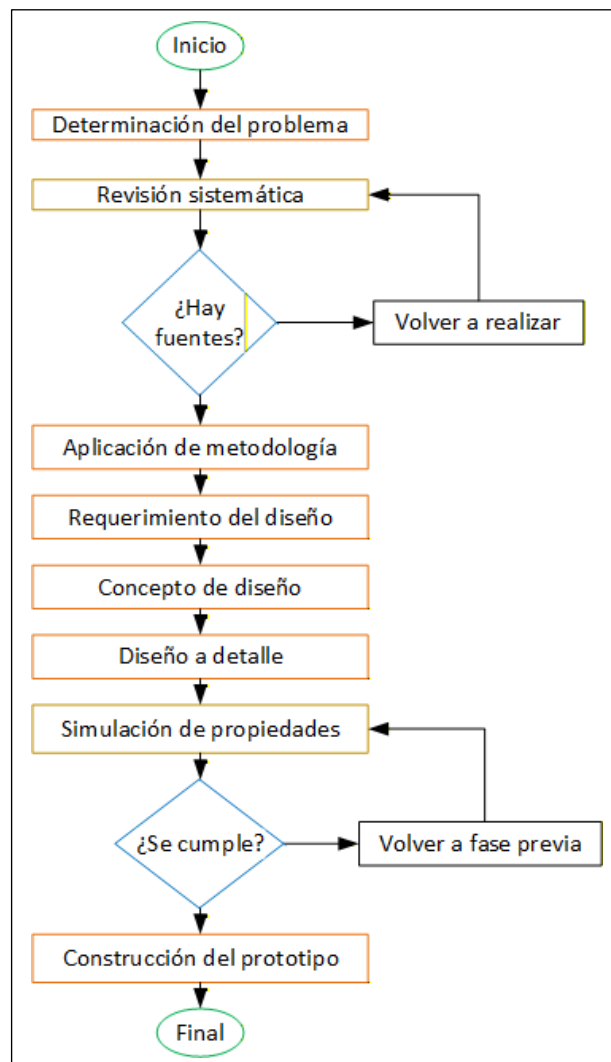 Inicio
Determinación del problema
Revisión sistemática
¿Hay
fuentes?
Volver a realizar
Aplicación de metodología
Requerimiento del diseño
Concepto de diseño
Diseño a detalle
Simulación de propiedades
¿Se cumple?
Volver a fase previa
Construcción del prototipo
Final